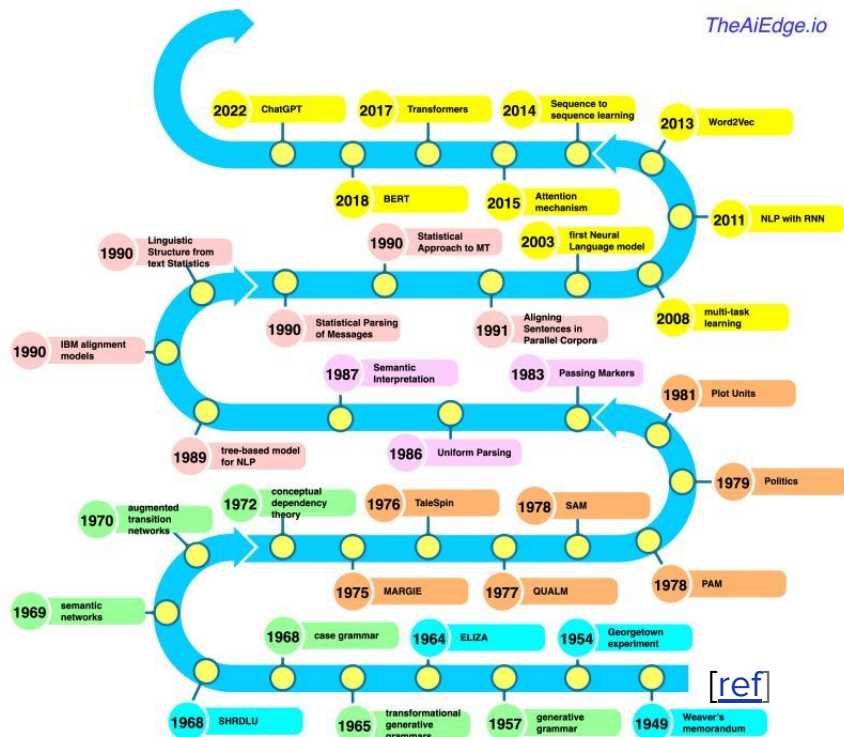 TheAiEdge.io
2022 ChatGPT
2017 Transformers
2014 Sequence to
sequence learning
2013 Word2Vec
2018 BERT
2015 Attention
mechanism
2011 NLP with RNN
1990 Linguistic
Structure from
text Statistics
1990 Statistical
Approach to MT
2003 first Neural
Language model
2008 multi-task
learning
1990 IBM alignment
models
1990 Statistical Parsing
of Messages
1991 Aligning
Sentences in
Parallel Corpora
1987 Semantic
Interpretation
1983 Passing Markers
1981 Plot Units
1989 tree-based model
for NLP
1986 Uniform Parsing
1979 Politics
1970 augmented
transition
networks
1972 conceptual
dependency
theory
1976 TaleSpin
1978 SAM
1969 semantic
networks
1975 MARGIE
1977 QUALM
1978 PAM
1968 case grammar
1964 ELIZA
1954 Georgetown
experiment
[ref]
1968 SHRDLU
1965 transformational
generative
grammars
1957 generative
grammar
1949 Weaver's
memorandum